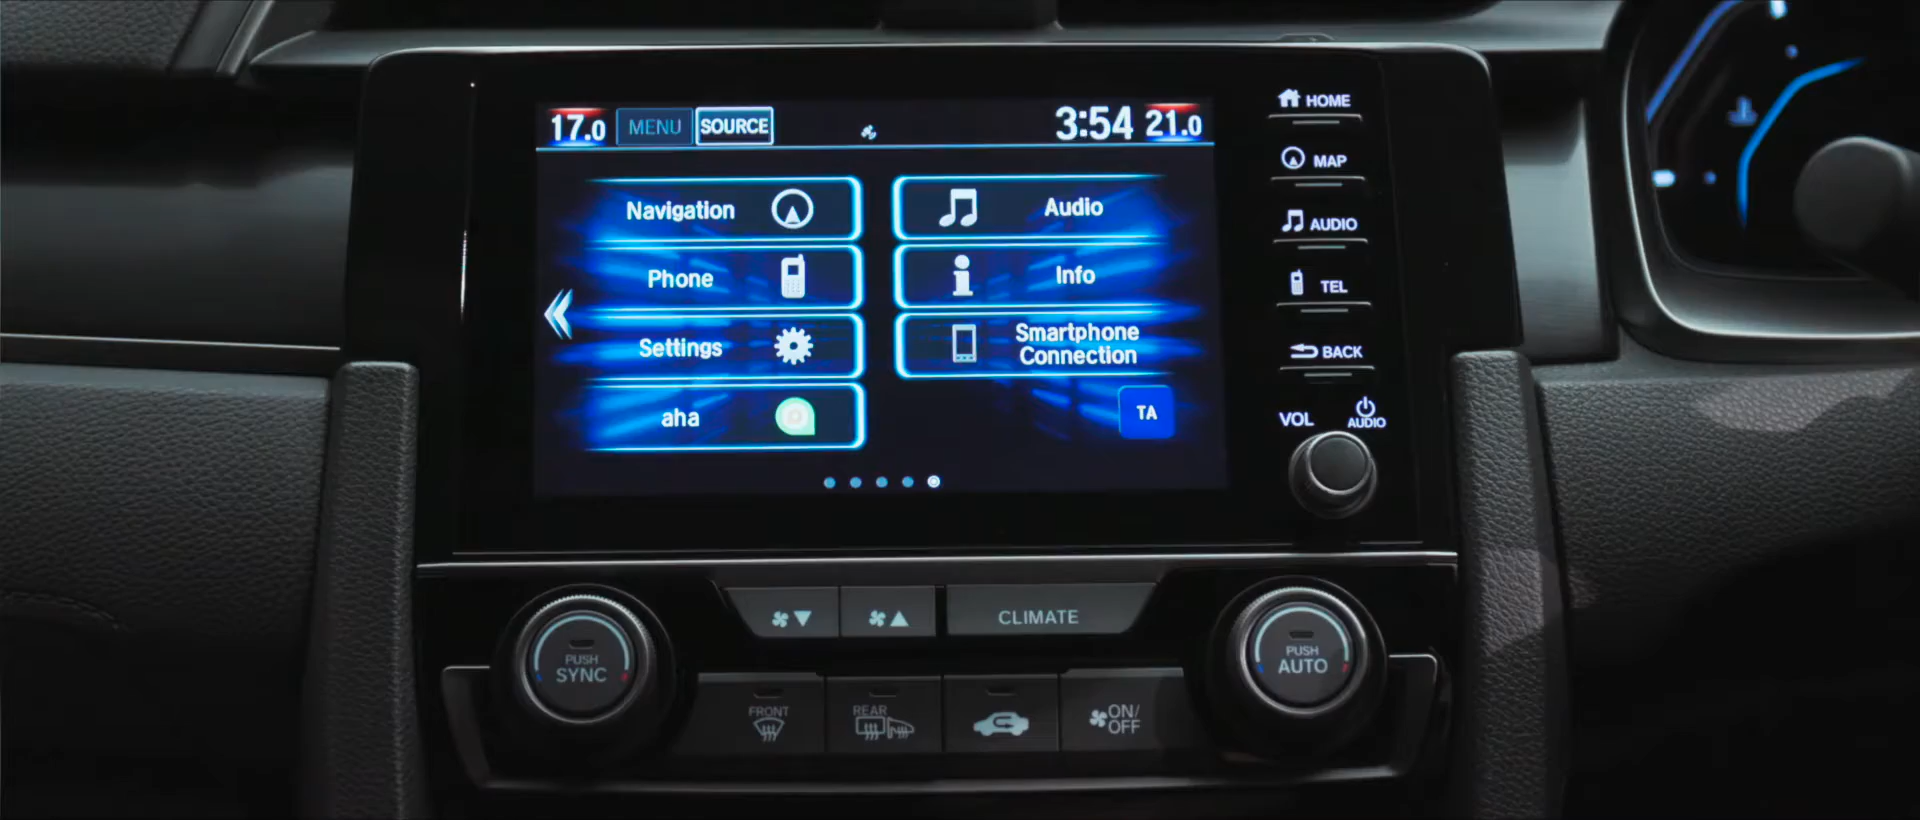 17.0 MENU SOURCE 3:54 21.0
Navigation
Audio
Phone
Info
Settings
Smartphone
Connection
aha
TA
HOME
MAP
AUDIO
TEL
BACK
VOL
AUDIO
CLIMATE
PUSH
SYNC
PUSH
AUTO
FRONT
REAR
ON/
OFF